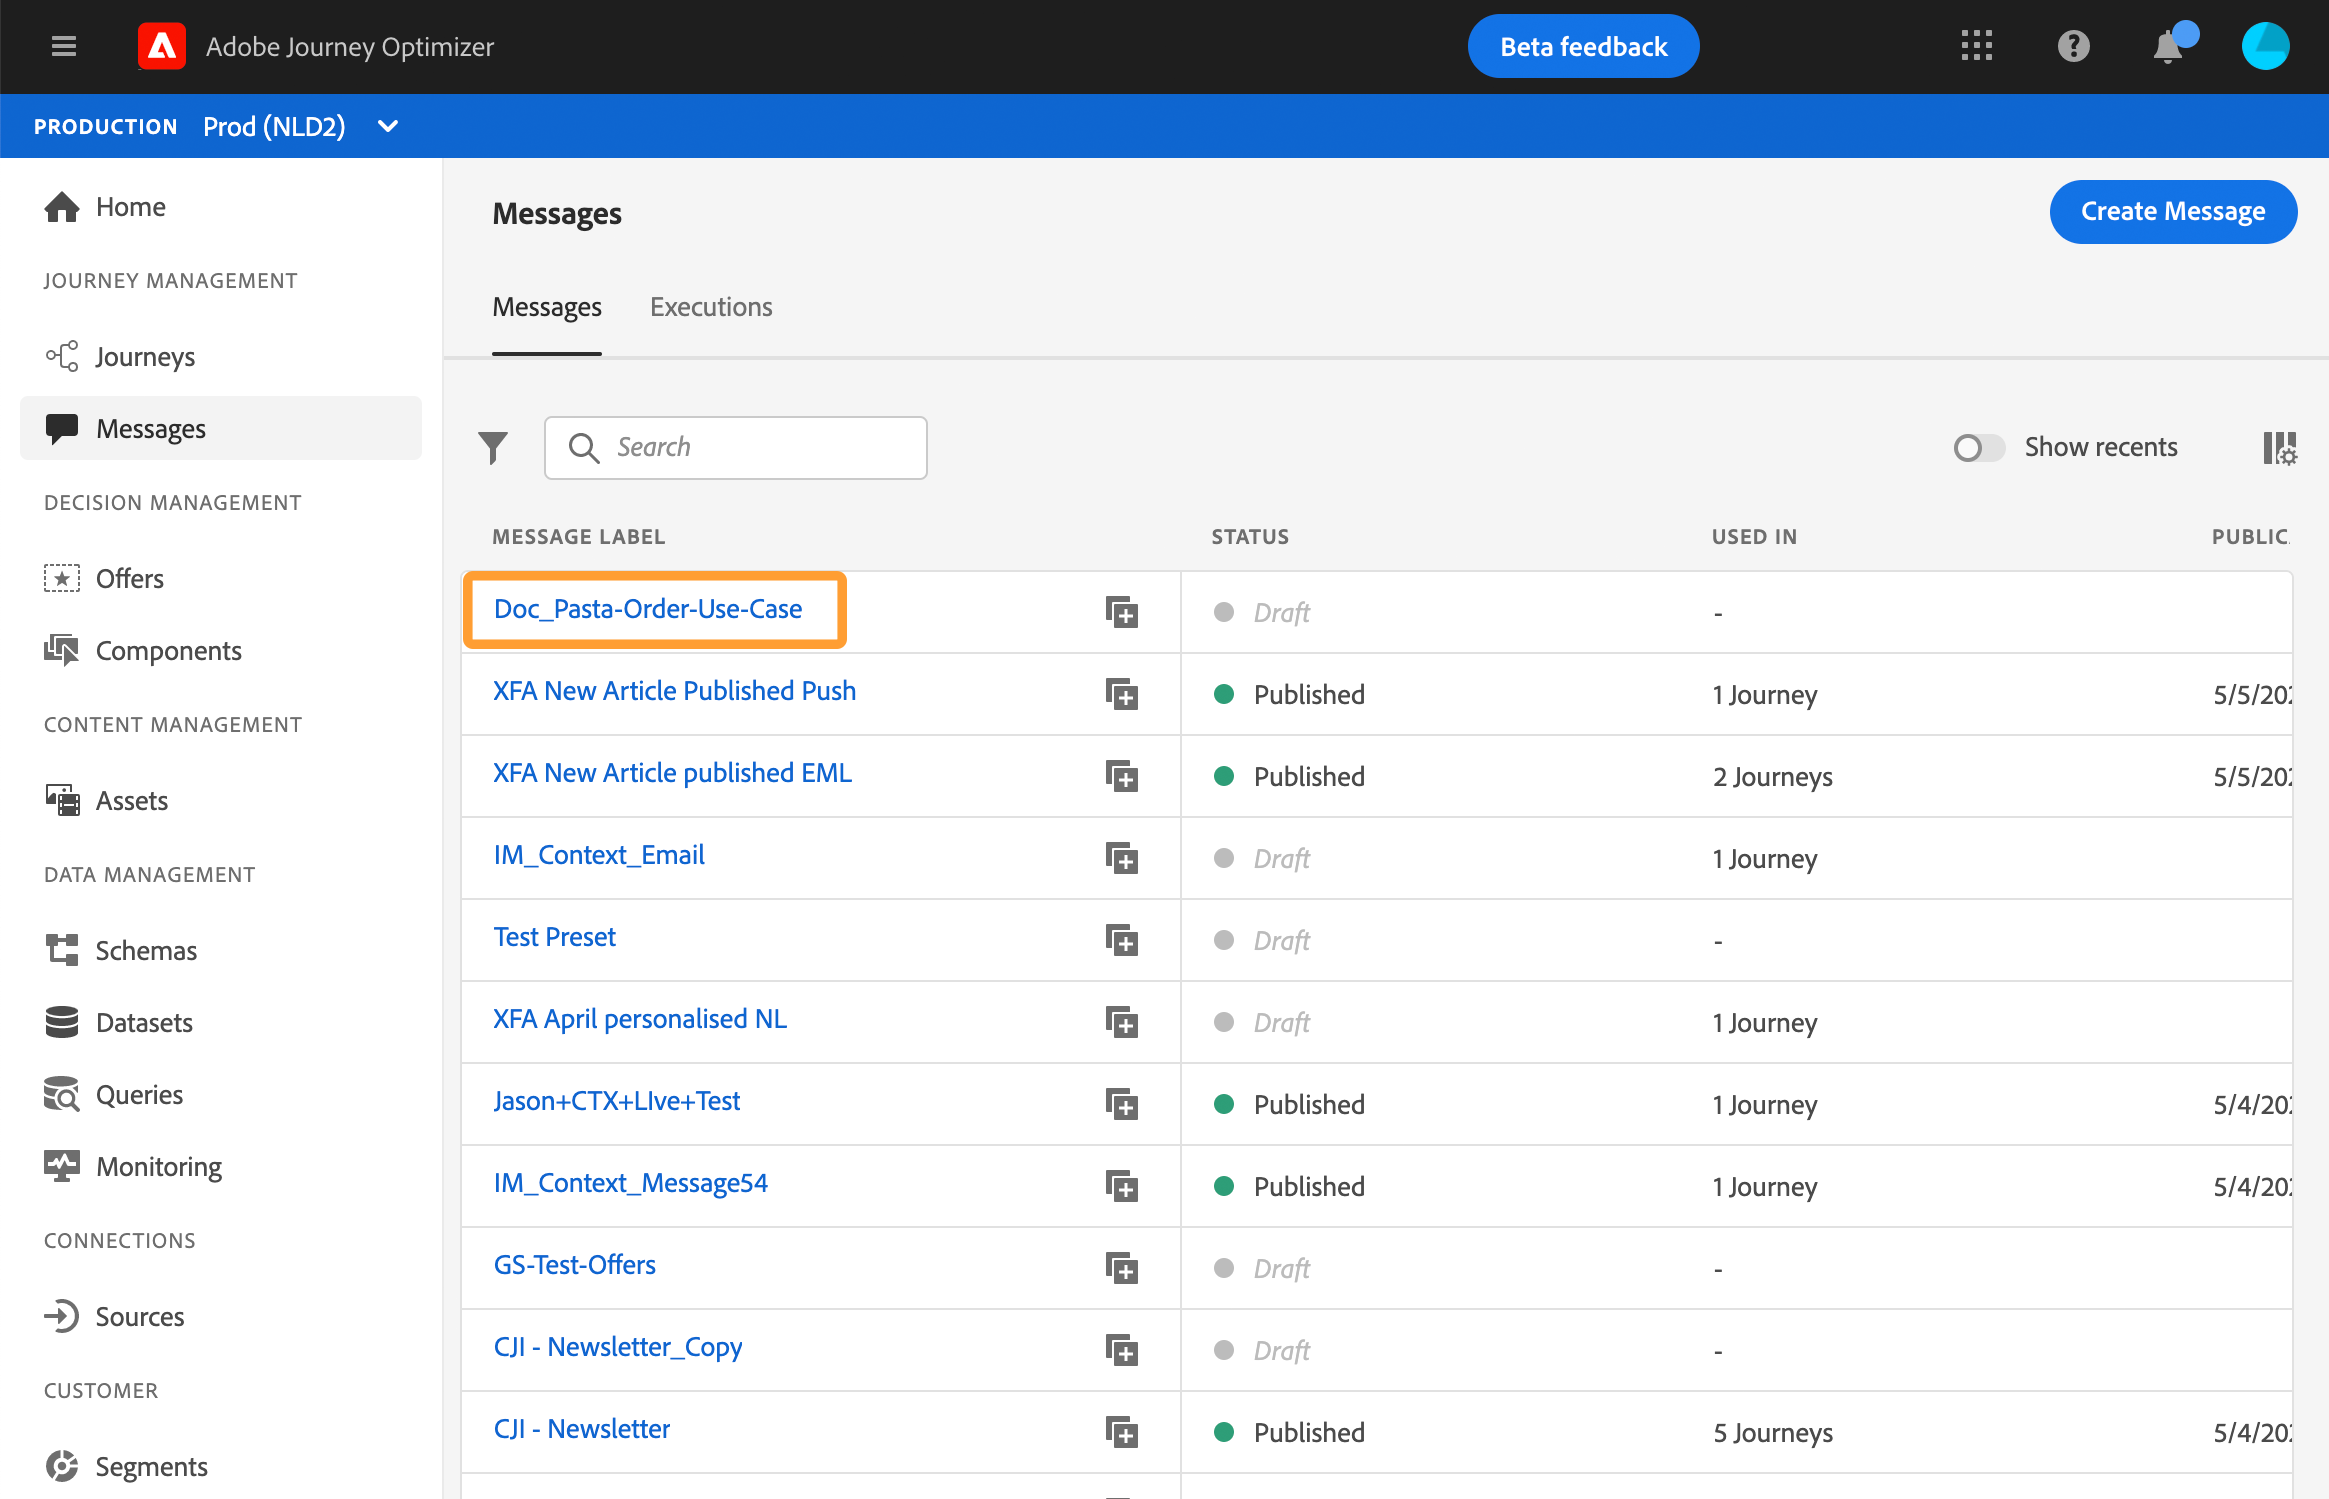 Adobe Journey Optimizer
Beta feedback
PRODUCTION Prod (NLD2)
Home
JOURNEY MANAGEMENT
Journeys
Messages
DECISION MANAGEMENT
Offers
Components
CONTENT MANAGEMENT
Assets
DATA MANAGEMENT
Schemas
Datasets
Queries
Monitoring
CONNECTIONS
Sources
CUSTOMER
Segments
Messages
Create Message
Messages Executions
Search
Show recents
MESSAGE LABEL STATUS USED IN PUBLIC
Doc_Pasta-Order-Use-Case Draft -
XFA New Article Published Push Published 1 Journey 5/5/202
XFA New Article published EML Published 2 Journeys 5/5/202
IM_Context_Email Draft 1 Journey
Test Preset Draft -
XFA April personalised NL Draft 1 Journey
Jason+CTX+LIve+Test Published 1 Journey 5/4/202
IM_Context_Message54 Published 1 Journey 5/4/202
GS-Test-Offers Draft -
CJI - Newsletter_Copy Draft -
CJI - Newsletter Published 5 Journeys 5/4/202